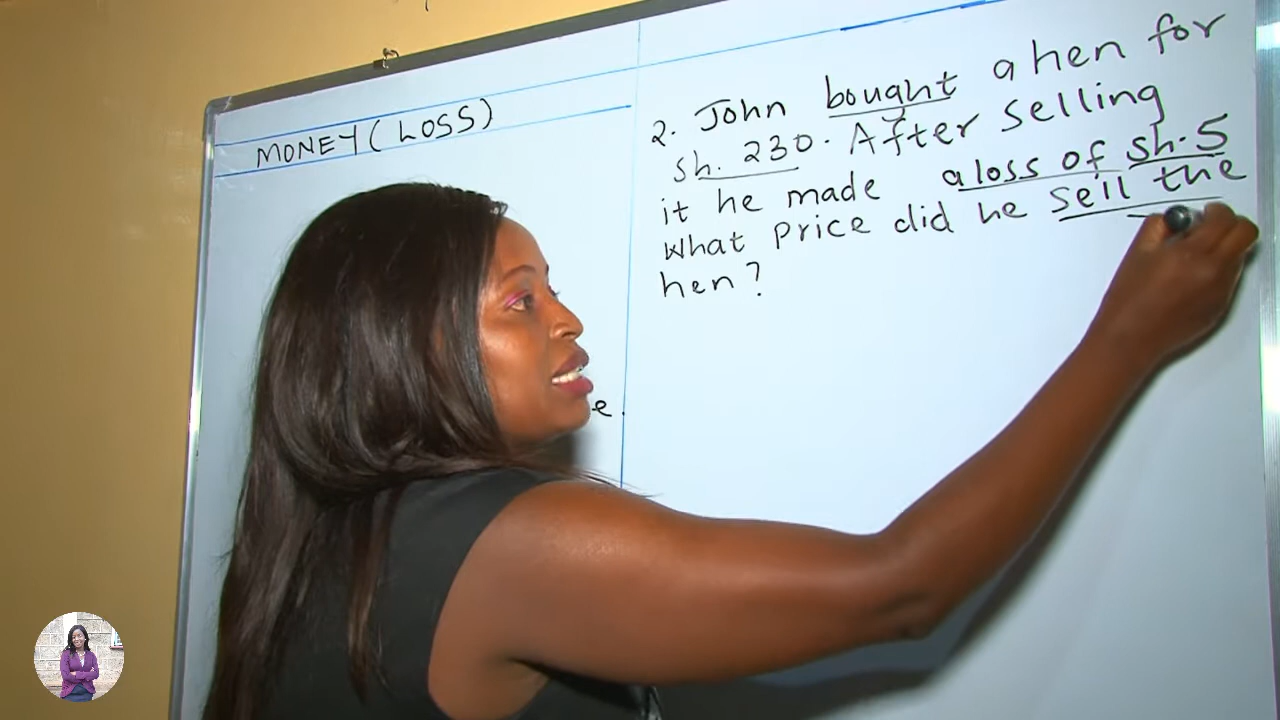 MONEY (LOSS)
e.
2. John bought a hen for
sh. 230. After selling
it he made a loss of sh. 5
What price did he sell the
hen?